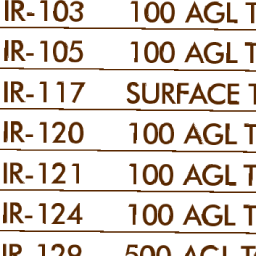 IR-103 100 AGL T
IR-105 100 AGL T
IR-117 SURFACE T
IR-120 100 AGL T
IR-121 100 AGL T
IR-124 100 AGL T
IR-129 500 AGL T